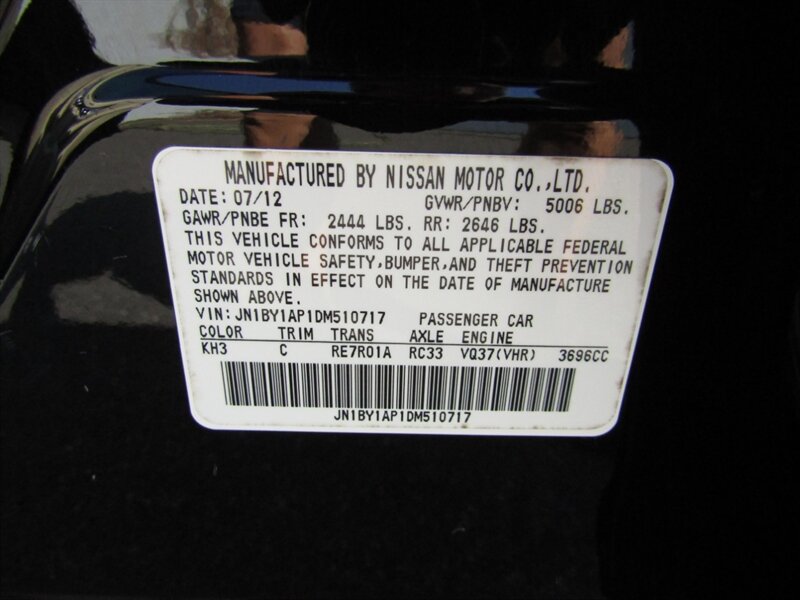 MANUFACTURED BY NISSAN MOTOR CO.,LTD.
DATE: 07/12 GVWR/PNBV: 5006 LBS.
GAWR/PNBE FR: 2444 LBS. RR: 2646 LBS.
THIS VEHICLE CONFORMS TO ALL APPLICABLE FEDERAL
MOTOR VEHICLE SAFETY,BUMPER,AND THEFT PREVENTION
STANDARDS IN EFFECT ON THE DATE OF MANUFACTURE
SHOWN ABOVE.
VIN:JN1BY1AP1DM510717 PASSENGER CAR
COLOR TRIM TRANS AXLE ENGINE
KH3 C RE7R01A RC33 VQ37(VHR) 3696CC
JN1BY1AP1DM510717